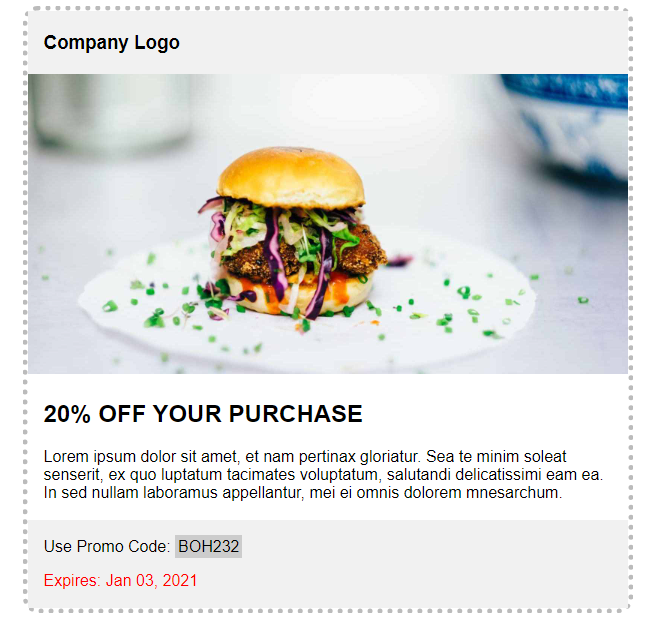 Company Logo
20% OFF YOUR PURCHASE
Lorem ipsum dolor sit amet, et nam pertinax gloriatur. Sea te minim soleat
senserit, ex quo luptatum tacimates voluptatum, salutandi delicatissimi eam ea.
In sed nullam laboramus appellantur, mei ei omnis dolorem mnesarchum.
Use Promo Code: BOH232
Expires: Jan 03, 2021